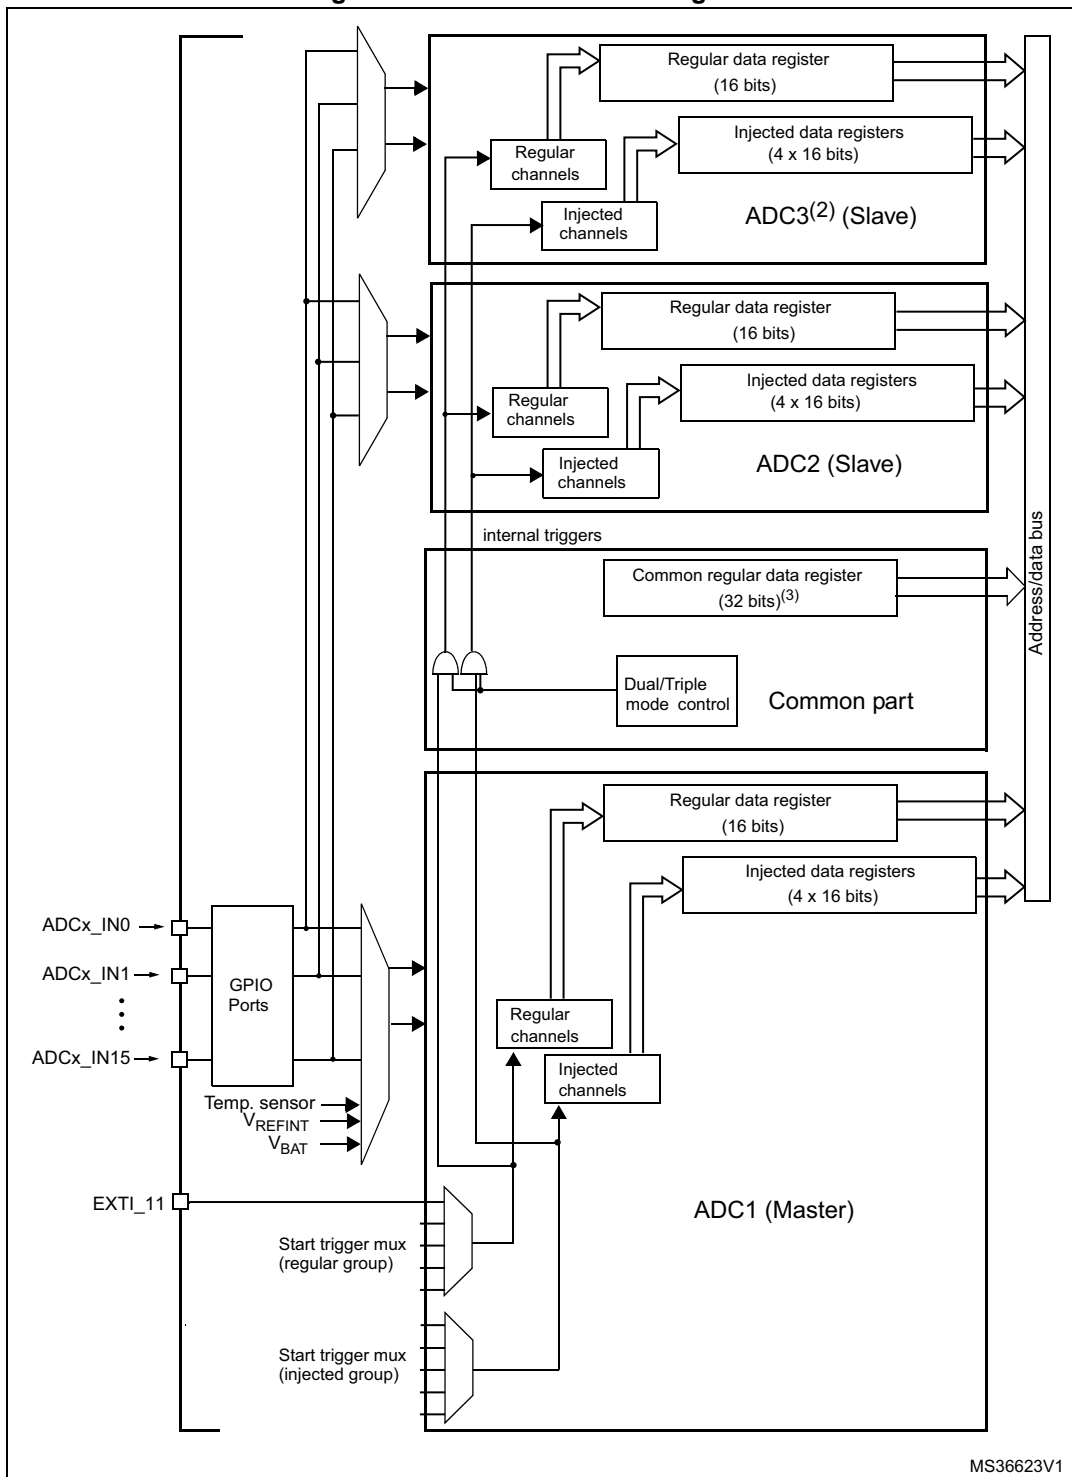 Regular data register
(16 bits)
Injected data registers
(4 x 16 bits)
Regular
channels
Injected
channels
ADC3(2) (Slave)
Regular data register
(16 bits)
Injected data registers
(4 x 16 bits)
Regular
channels
Injected
channels
ADC2 (Slave)
internal triggers
Common regular data register
(32 bits)(3)
Dual/Triple
mode control
Common part
Address/data bus
Regular data register
(16 bits)
Injected data registers
(4 x 16 bits)
ADCx_IN0
ADCx_IN1
ADCx_IN15
GPIO
Ports
Regular
channels
Injected
channels
Temp. sensor
VREFINT
VBAT
EXTI_11
ADC1 (Master)
Start trigger mux
(regular group)
Start trigger mux
(injected group)
MS36623V1